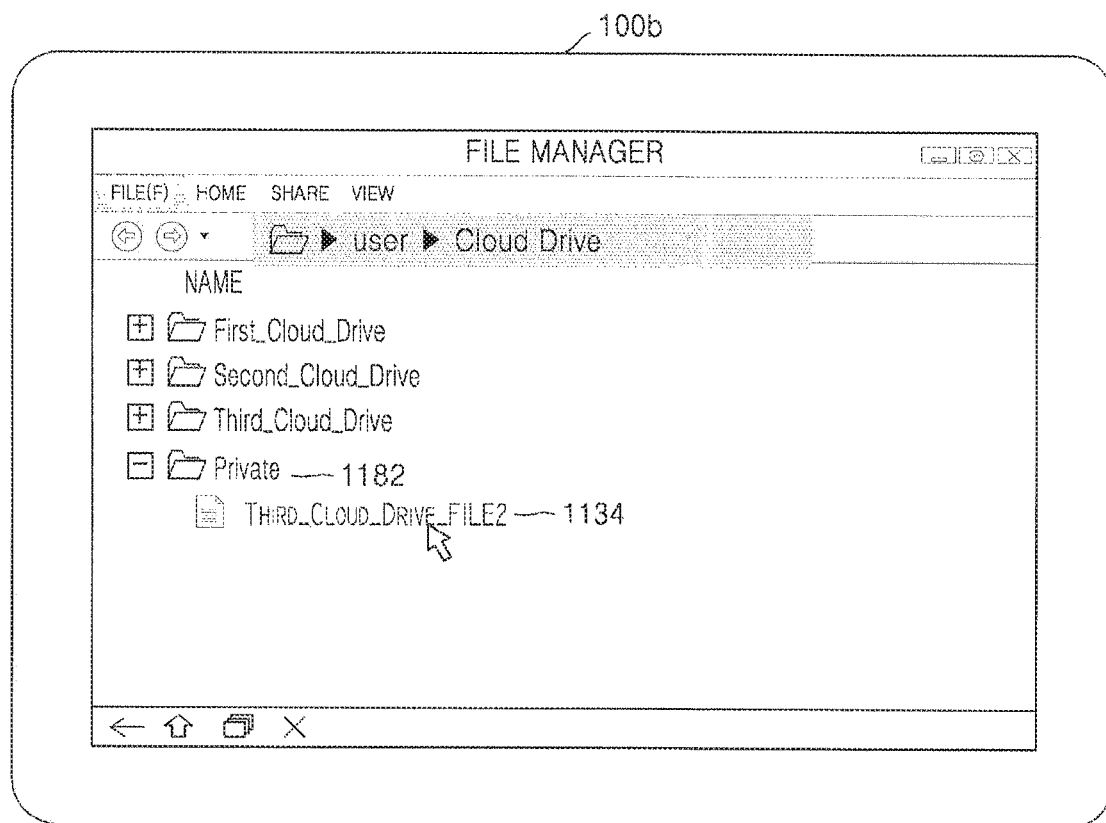 100b
FILE MANAGER
FILE(F) HOME SHARE VIEW
user Cloud Drive
NAME
First_Cloud_Drive
Second_Cloud_Drive
Third_Cloud_Drive
Private 1182
THIRD_CLOUD_DRIVE_FILE2 1134